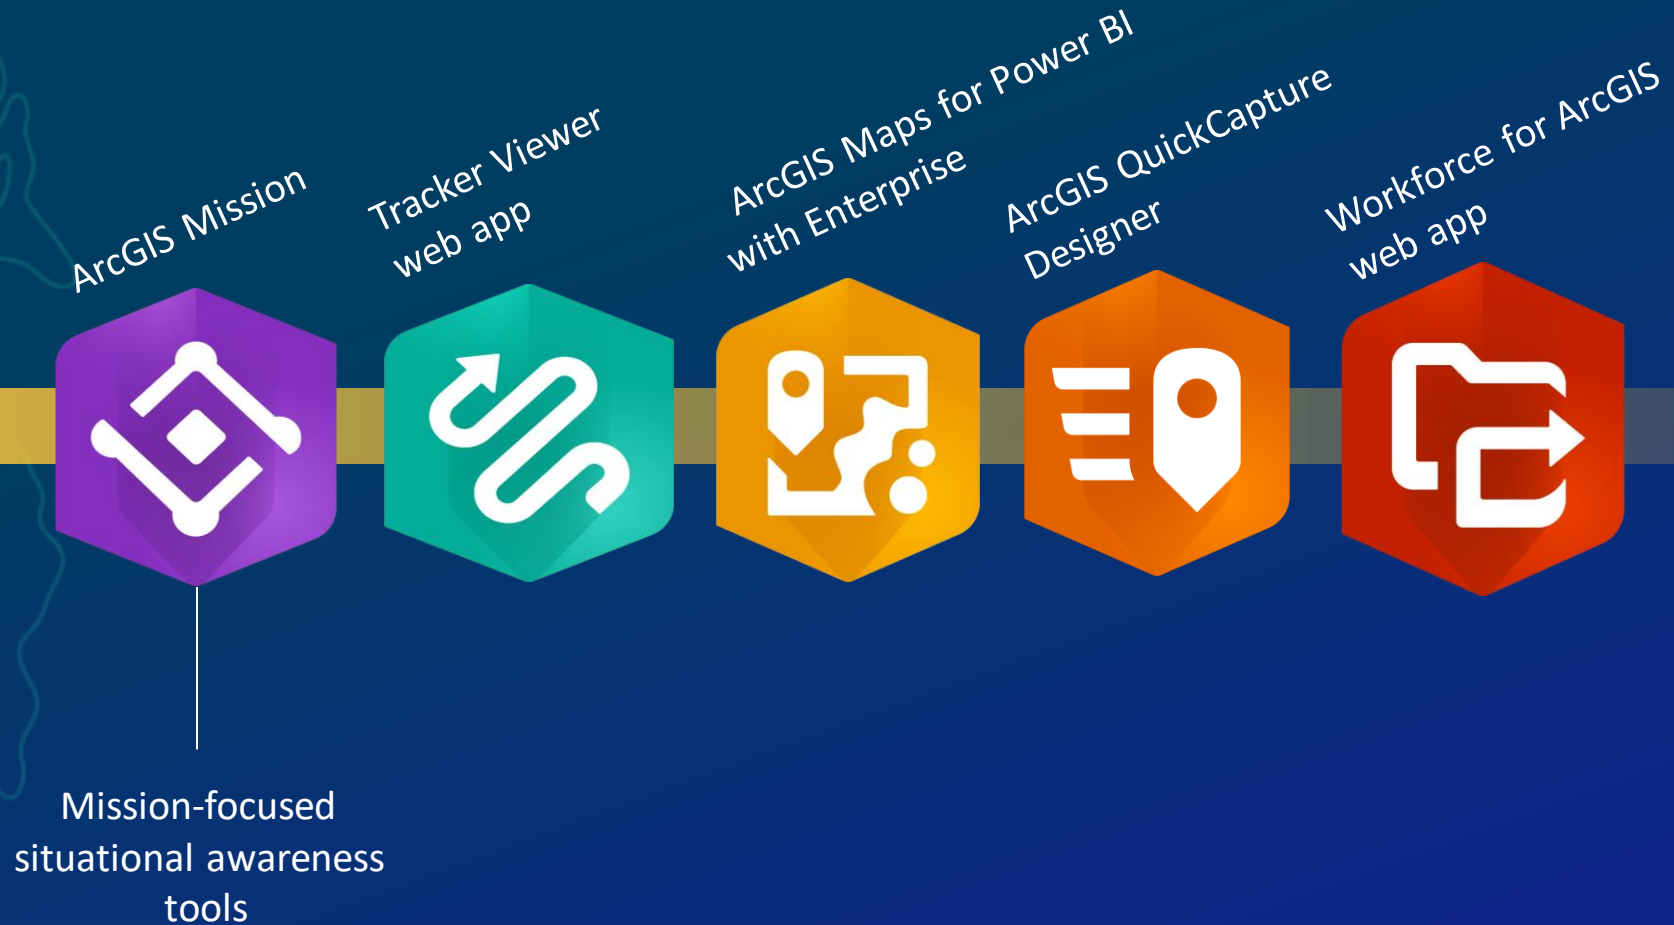 ArcGIS Mission
Tracker Viewer
web app
ArcGIS Maps for Power BI
with Enterprise
ArcGIS QuickCapture
Designer
Workforce for ArcGIS
web app
Mission-focused
situational awareness
tools